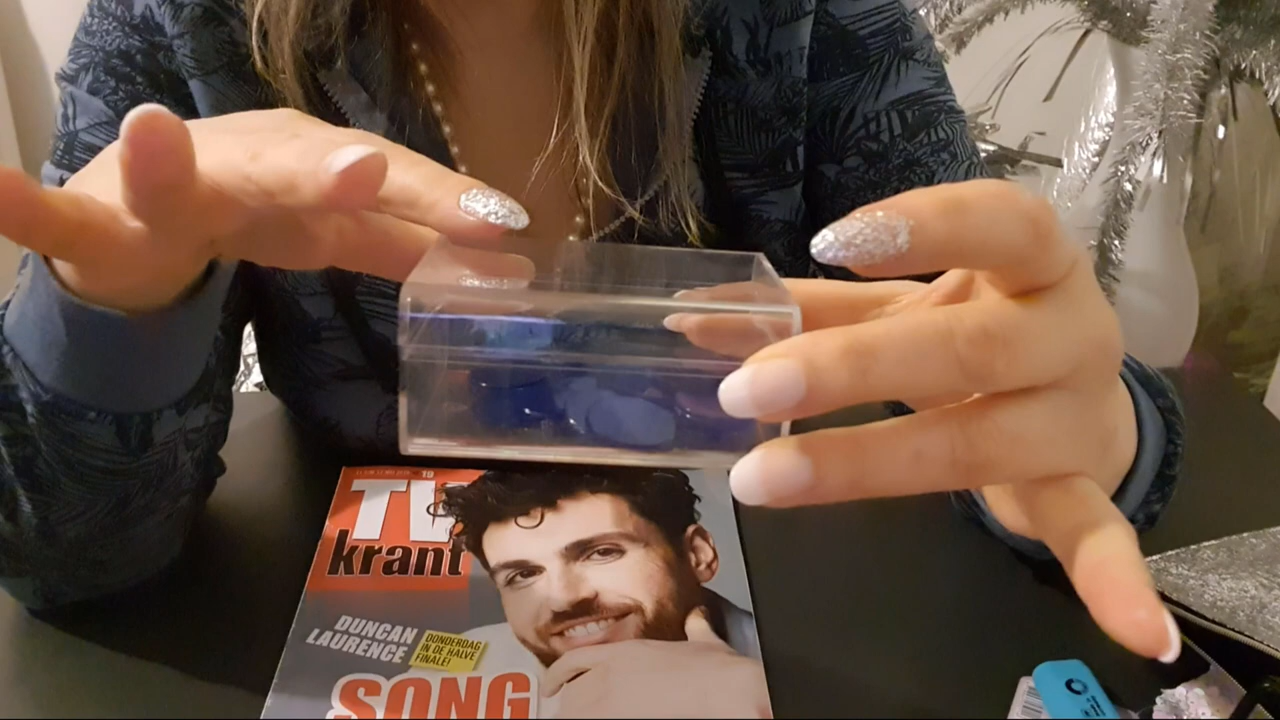 19
TV
krant
DUNCAN
LAURENCE
DONDERDAG
IN DE HALVE
FINALE!
SONG